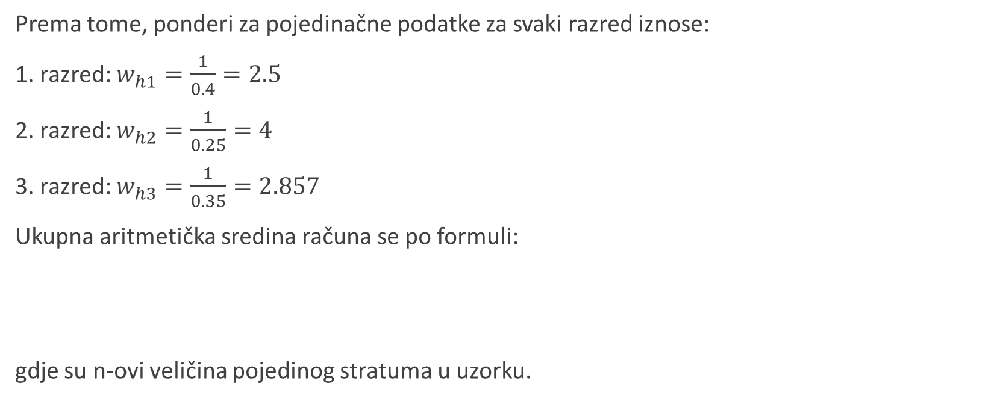 Prema tome, ponderi za pojedinačne podatke za svaki razred iznose:
1. razred: w_{h1} = \frac{1}{0.4} = 2.5
2. razred: w_{h2} = \frac{1}{0.25} = 4
3. razred: w_{h3} = \frac{1}{0.35} = 2.857
Ukupna aritmetička sredina računa se po formuli:
gdje su n-ovi veličina pojedinog stratuma u uzorku.